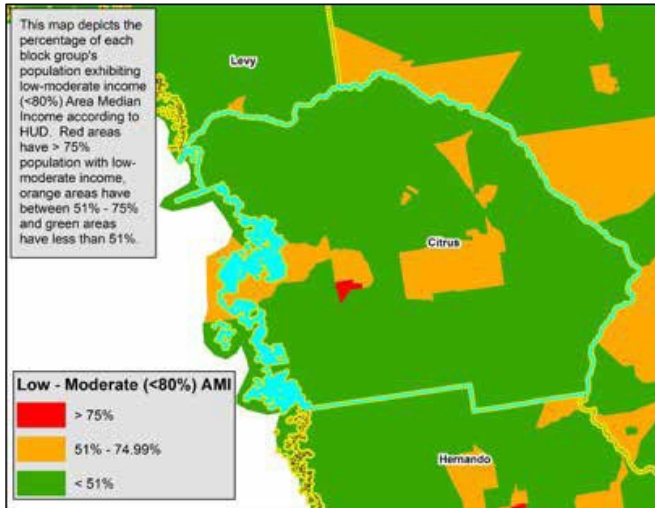 This map depicts the
percentage of each
block group's
population exhibiting
low-moderate income
(<80%) Area Median
Income according to
HUD. Red areas
have > 75%
population with low-
moderate income,
orange areas have
between 51% - 75%
and green areas
have less than 51%.
Levy
Citrus
Low - Moderate (<80%) AMI
> 75%
51% - 74.99%
< 51%
Hernando